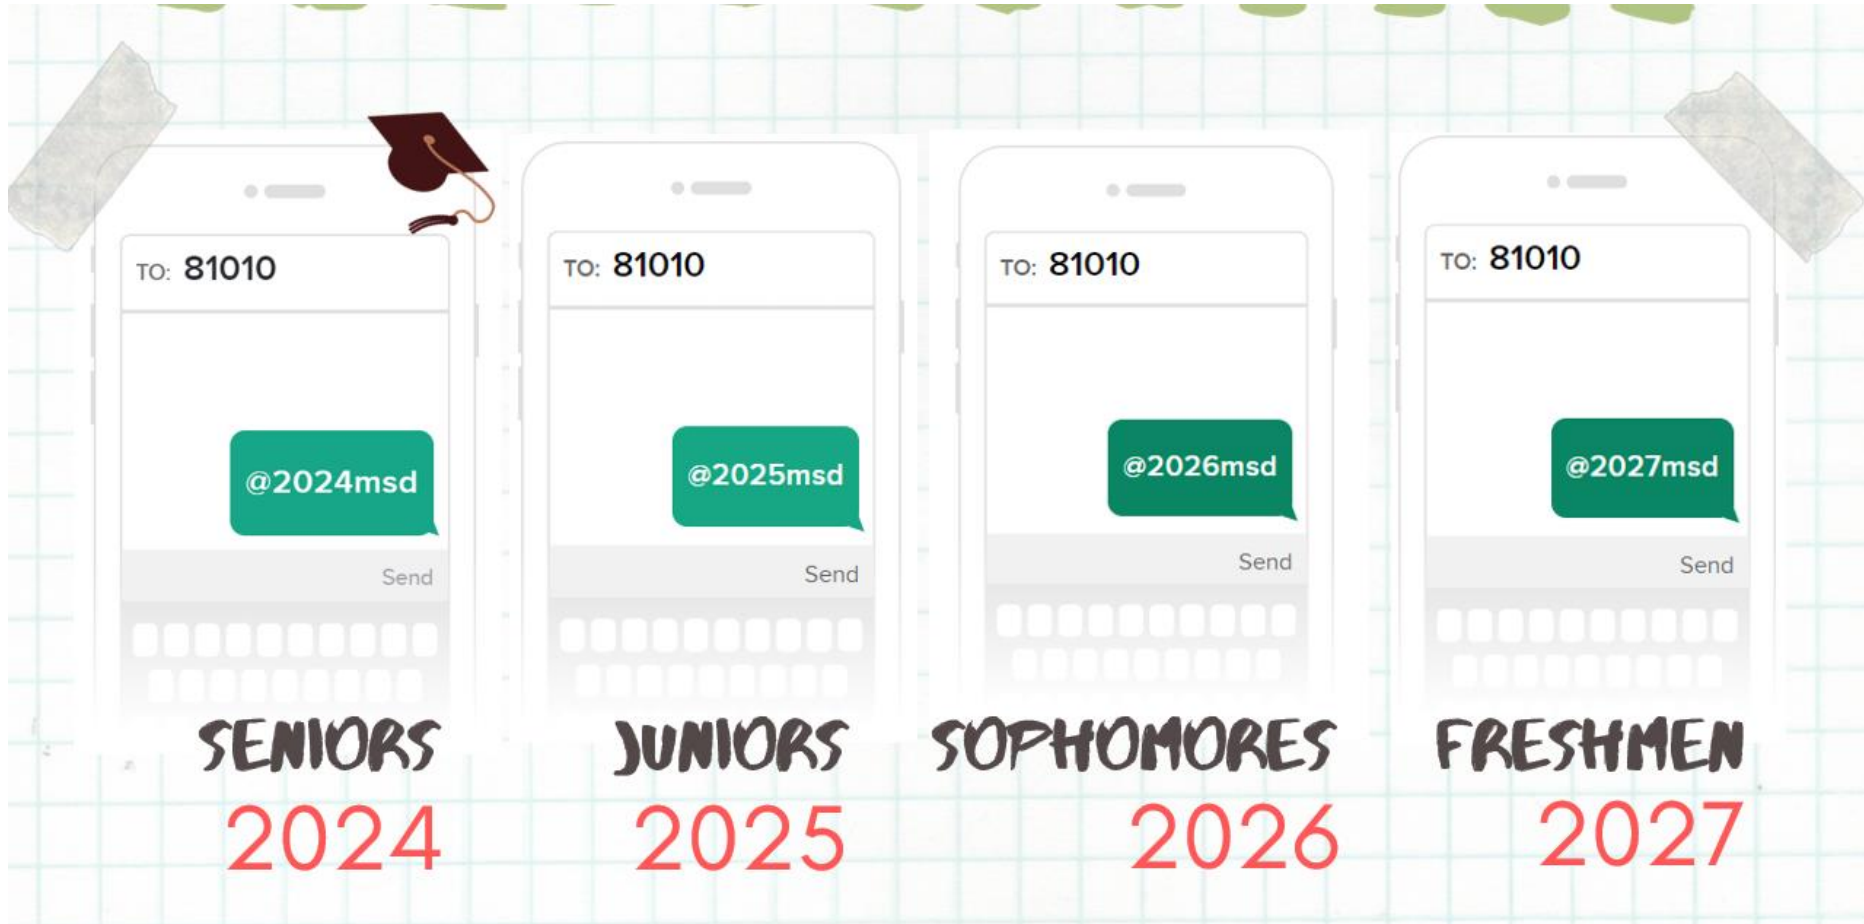 TO: 81010
@2024msd
Send
SENIORS
2024
TO: 81010
@2025msd
Send
JUNIORS
2025
TO: 81010
@2026msd
Send
SOPHOMORES
2026
TO: 81010
@2027msd
Send
FRESHMEN
2027